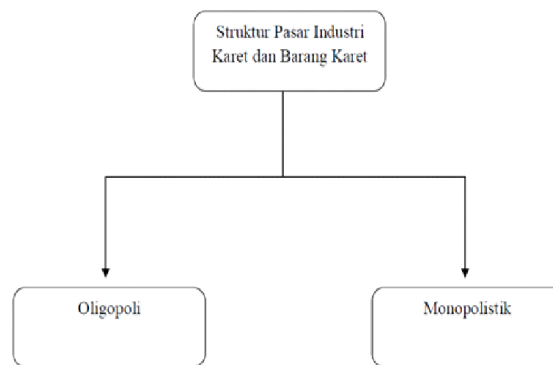 Struktur Pasar Industri
Karet dan Barang Karet
Oligopoli
Monopolistik